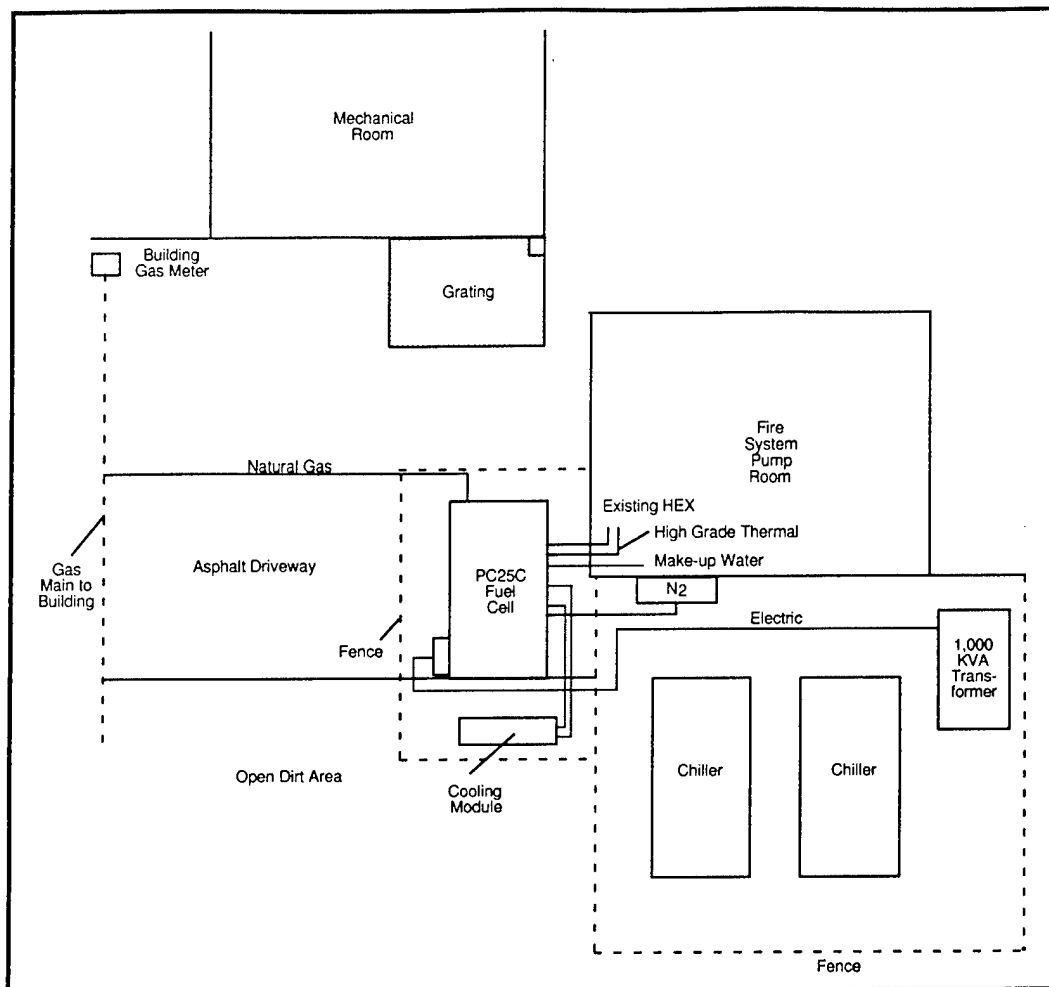 Mechanical
Room
Building
Gas Meter
Grating
Fire
System
Pump
Room
Natural Gas
Existing HEX
High Grade Thermal
Make-up Water
Gas
Main to
Building
Asphalt Driveway
PC25C
Fuel
Cell
N2
Fence
Electric
1,000
KVA
Trans-
former
Open Dirt Area
Cooling
Module
Chiller
Chiller
Fence